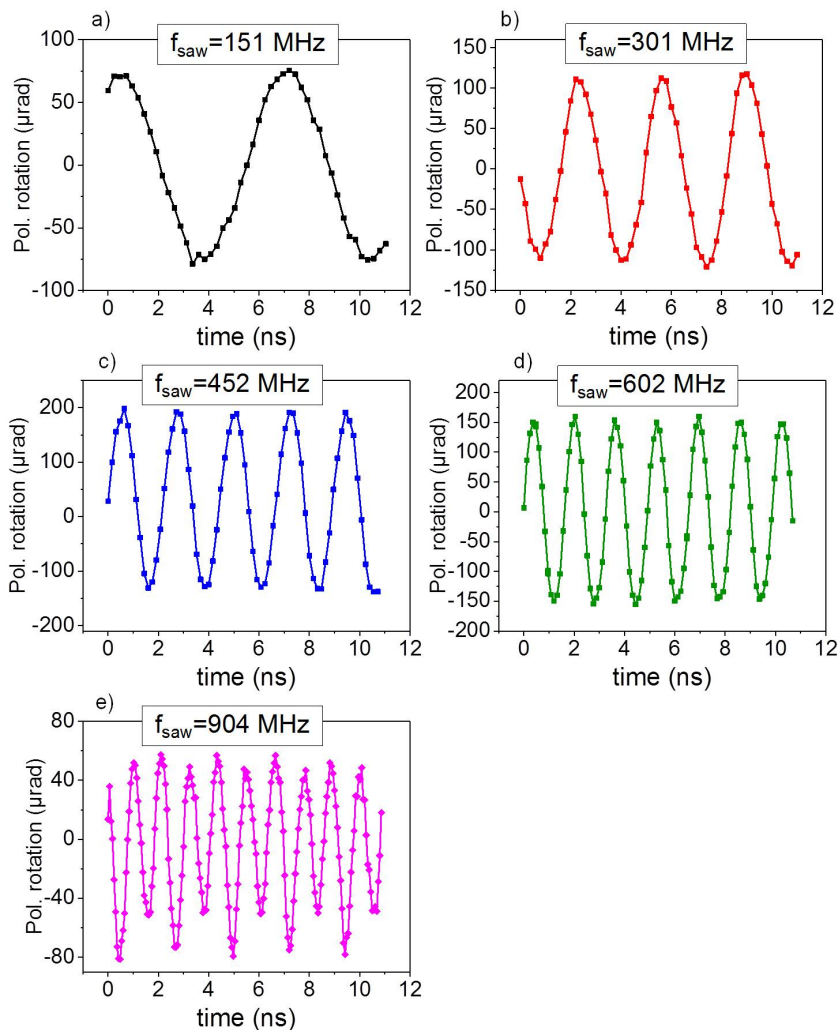 a)
f_saw=151 MHz
100
50
0
-50
-100
Pol. rotation (µrad)
0 2 4 6 8 10 12
time (ns)
b)
f_saw=301 MHz
150
100
50
0
-50
-100
-150
Pol. rotation (µrad)
0 2 4 6 8 10 12
time (ns)
c)
f_saw=452 MHz
200
100
0
-100
-200
Pol. rotation (µrad)
0 2 4 6 8 10 12
time (ns)
d)
f_saw=602 MHz
200
150
100
50
0
-50
-100
-150
-200
Pol. rotation (µrad)
0 2 4 6 8 10 12
time (ns)
e)
f_saw=904 MHz
80
40
0
-40
-80
Pol. rotation (µrad)
0 2 4 6 8 10 12
time (ns)